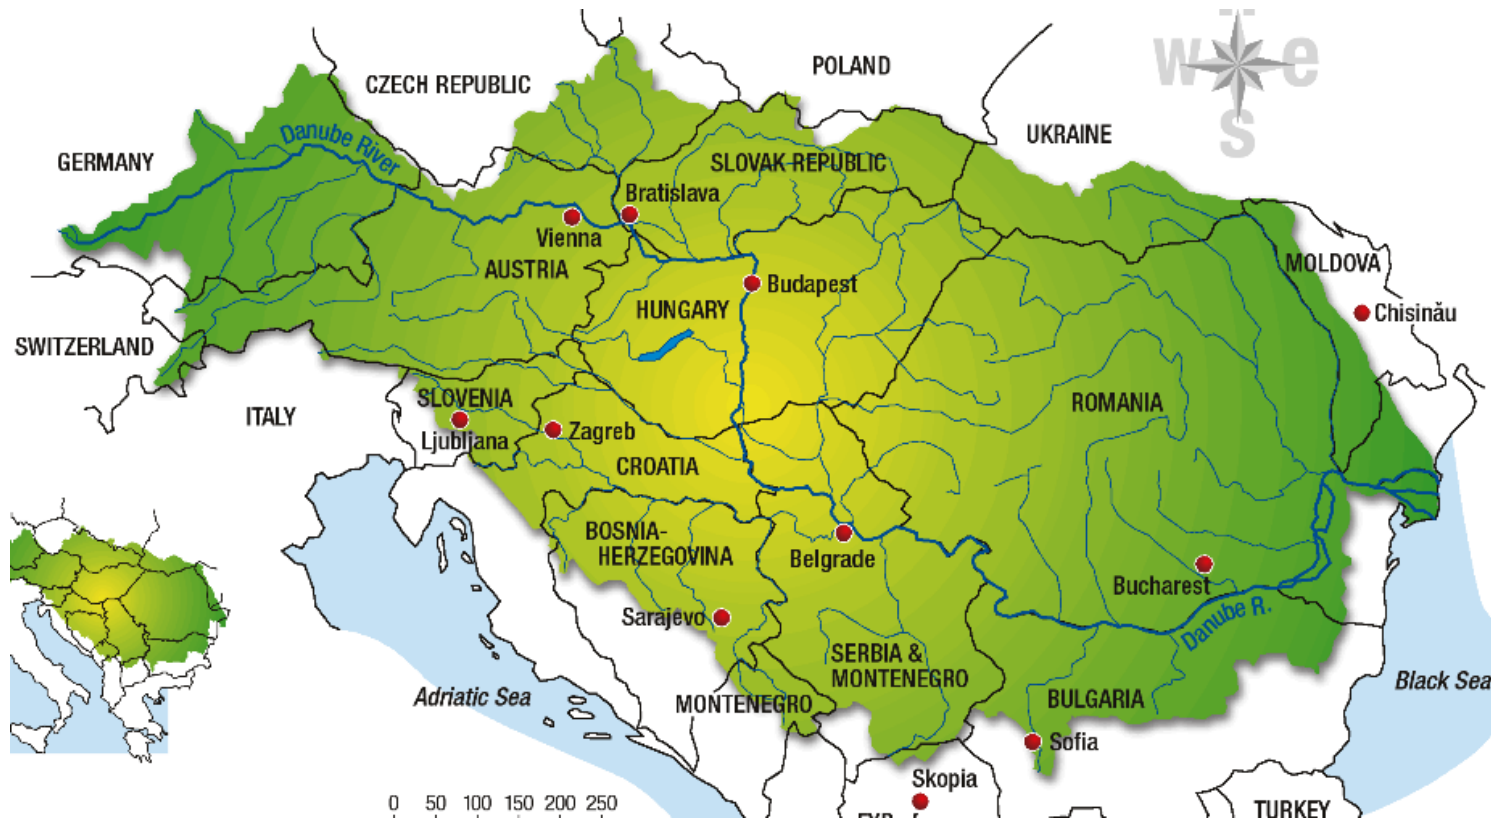 POLAND
CZECH REPUBLIC
W
e
S
UKRAINE
Danube River
GERMANY
SLOVAK REPUBLIC
Bratislava
Vienna
AUSTRIA
MOLDOVA
Budapest
HUNGARY
Chisinău
SWITZERLAND
SLOVENIA
ROMANIA
ITALY
Ljubljana
Zagreb
CROATIA
BOSNIA-
HERZEGOVINA
Belgrade
Bucharest
Danube R.
Sarajevo
SERBIA &
MONTENEGRO
Adriatic Sea
MONTENEGRO
BULGARIA
Black Sea
Sofia
Skopia
0 50 100 150 200 250
TURKEY